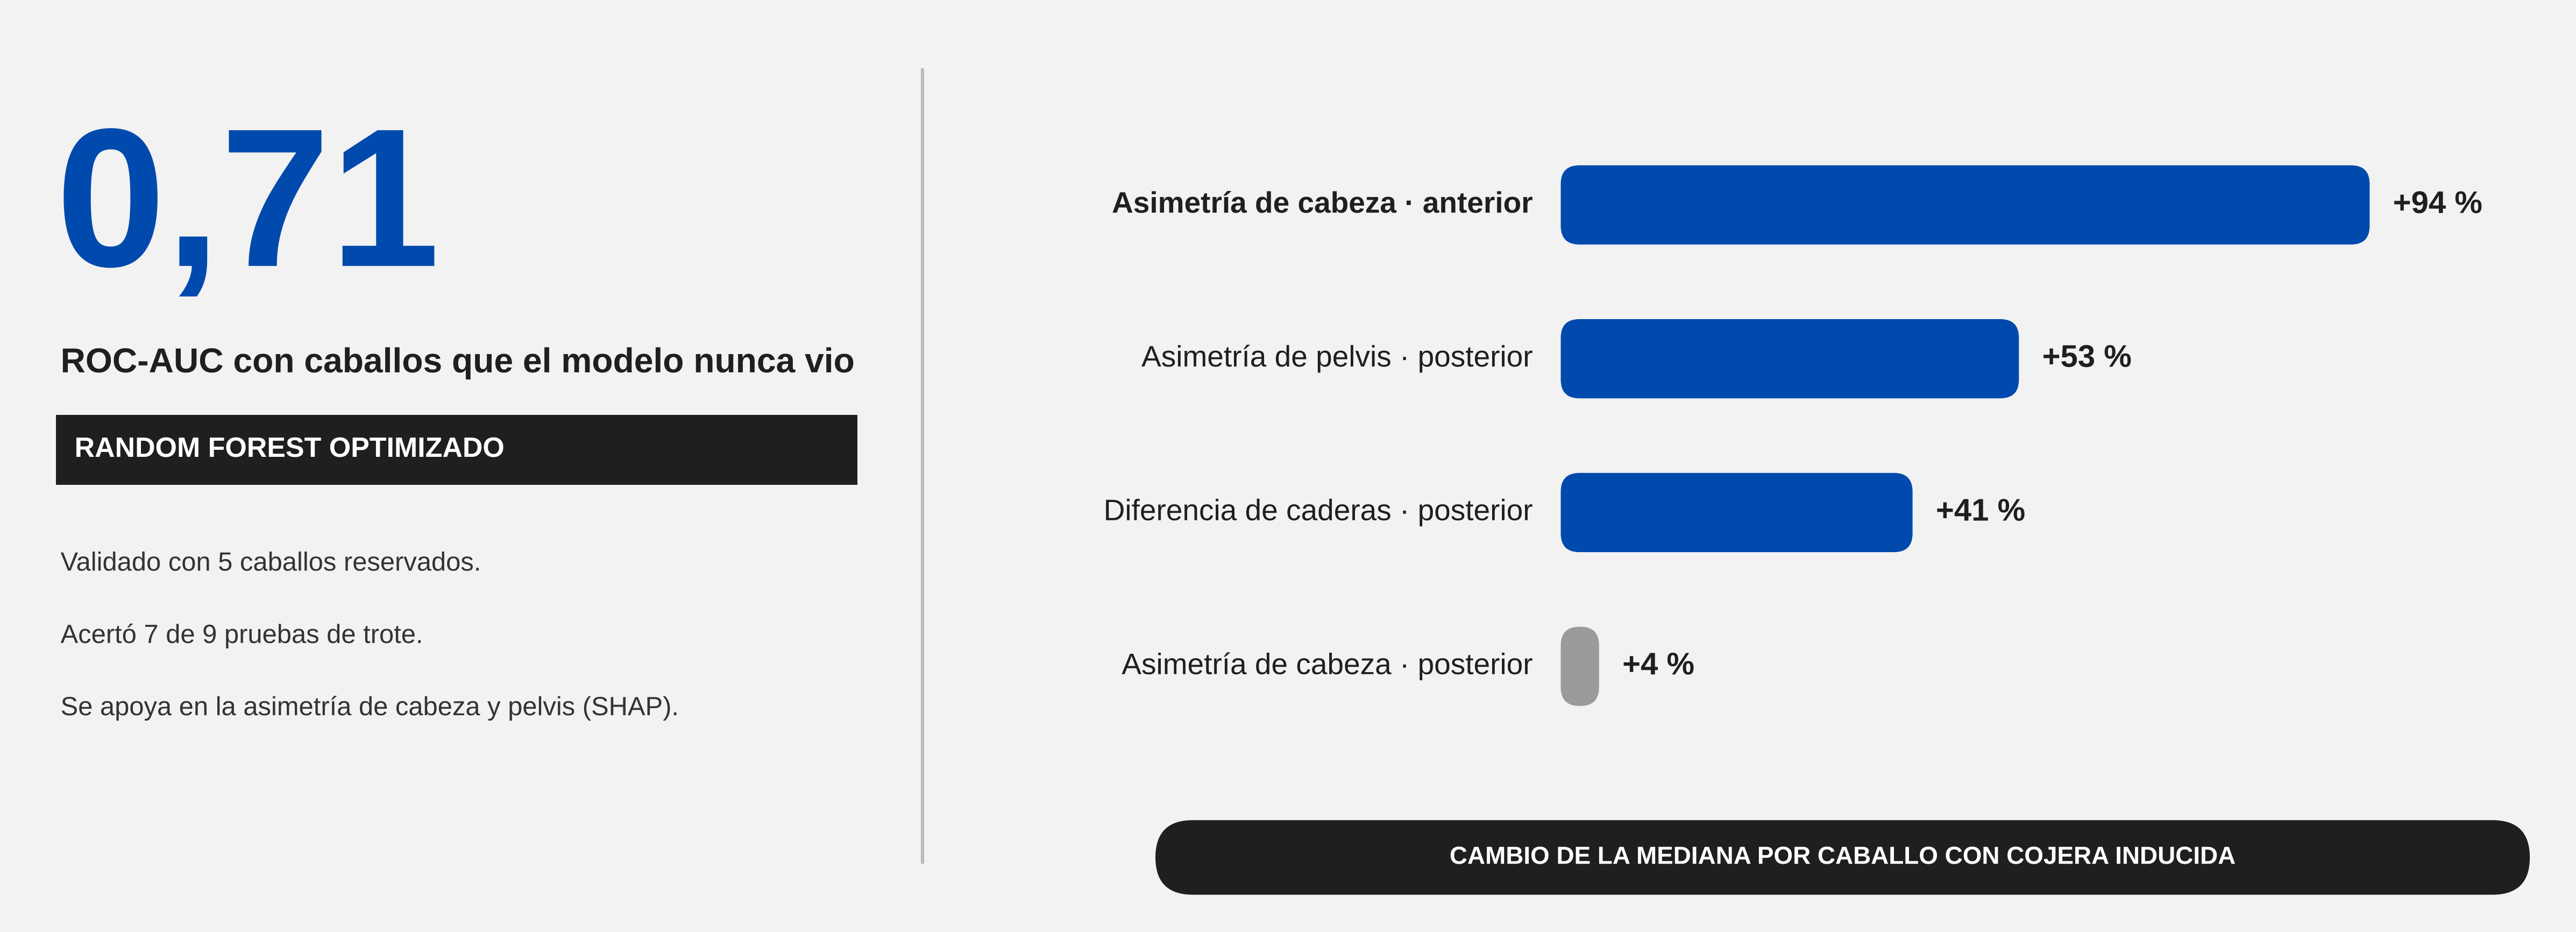 0,71
ROC-AUC con caballos que el modelo nunca vio
RANDOM FOREST OPTIMIZADO
Validado con 5 caballos reservados.
Acertó 7 de 9 pruebas de trote.
Se apoya en la asimetría de cabeza y pelvis (SHAP).
Asimetría de cabeza · anterior +94 %
Asimetría de pelvis · posterior +53 %
Diferencia de caderas · posterior +41 %
Asimetría de cabeza · posterior +4 %
CAMBIO DE LA MEDIANA POR CABALLO CON COJERA INDUCIDA